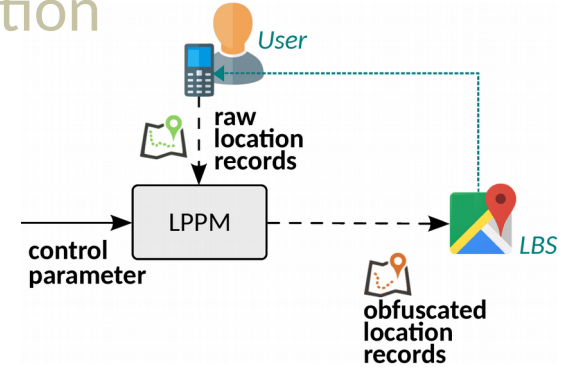 tion
User
raw
location
records
LPPM
control
parameter
LBS
obfuscated
location
records